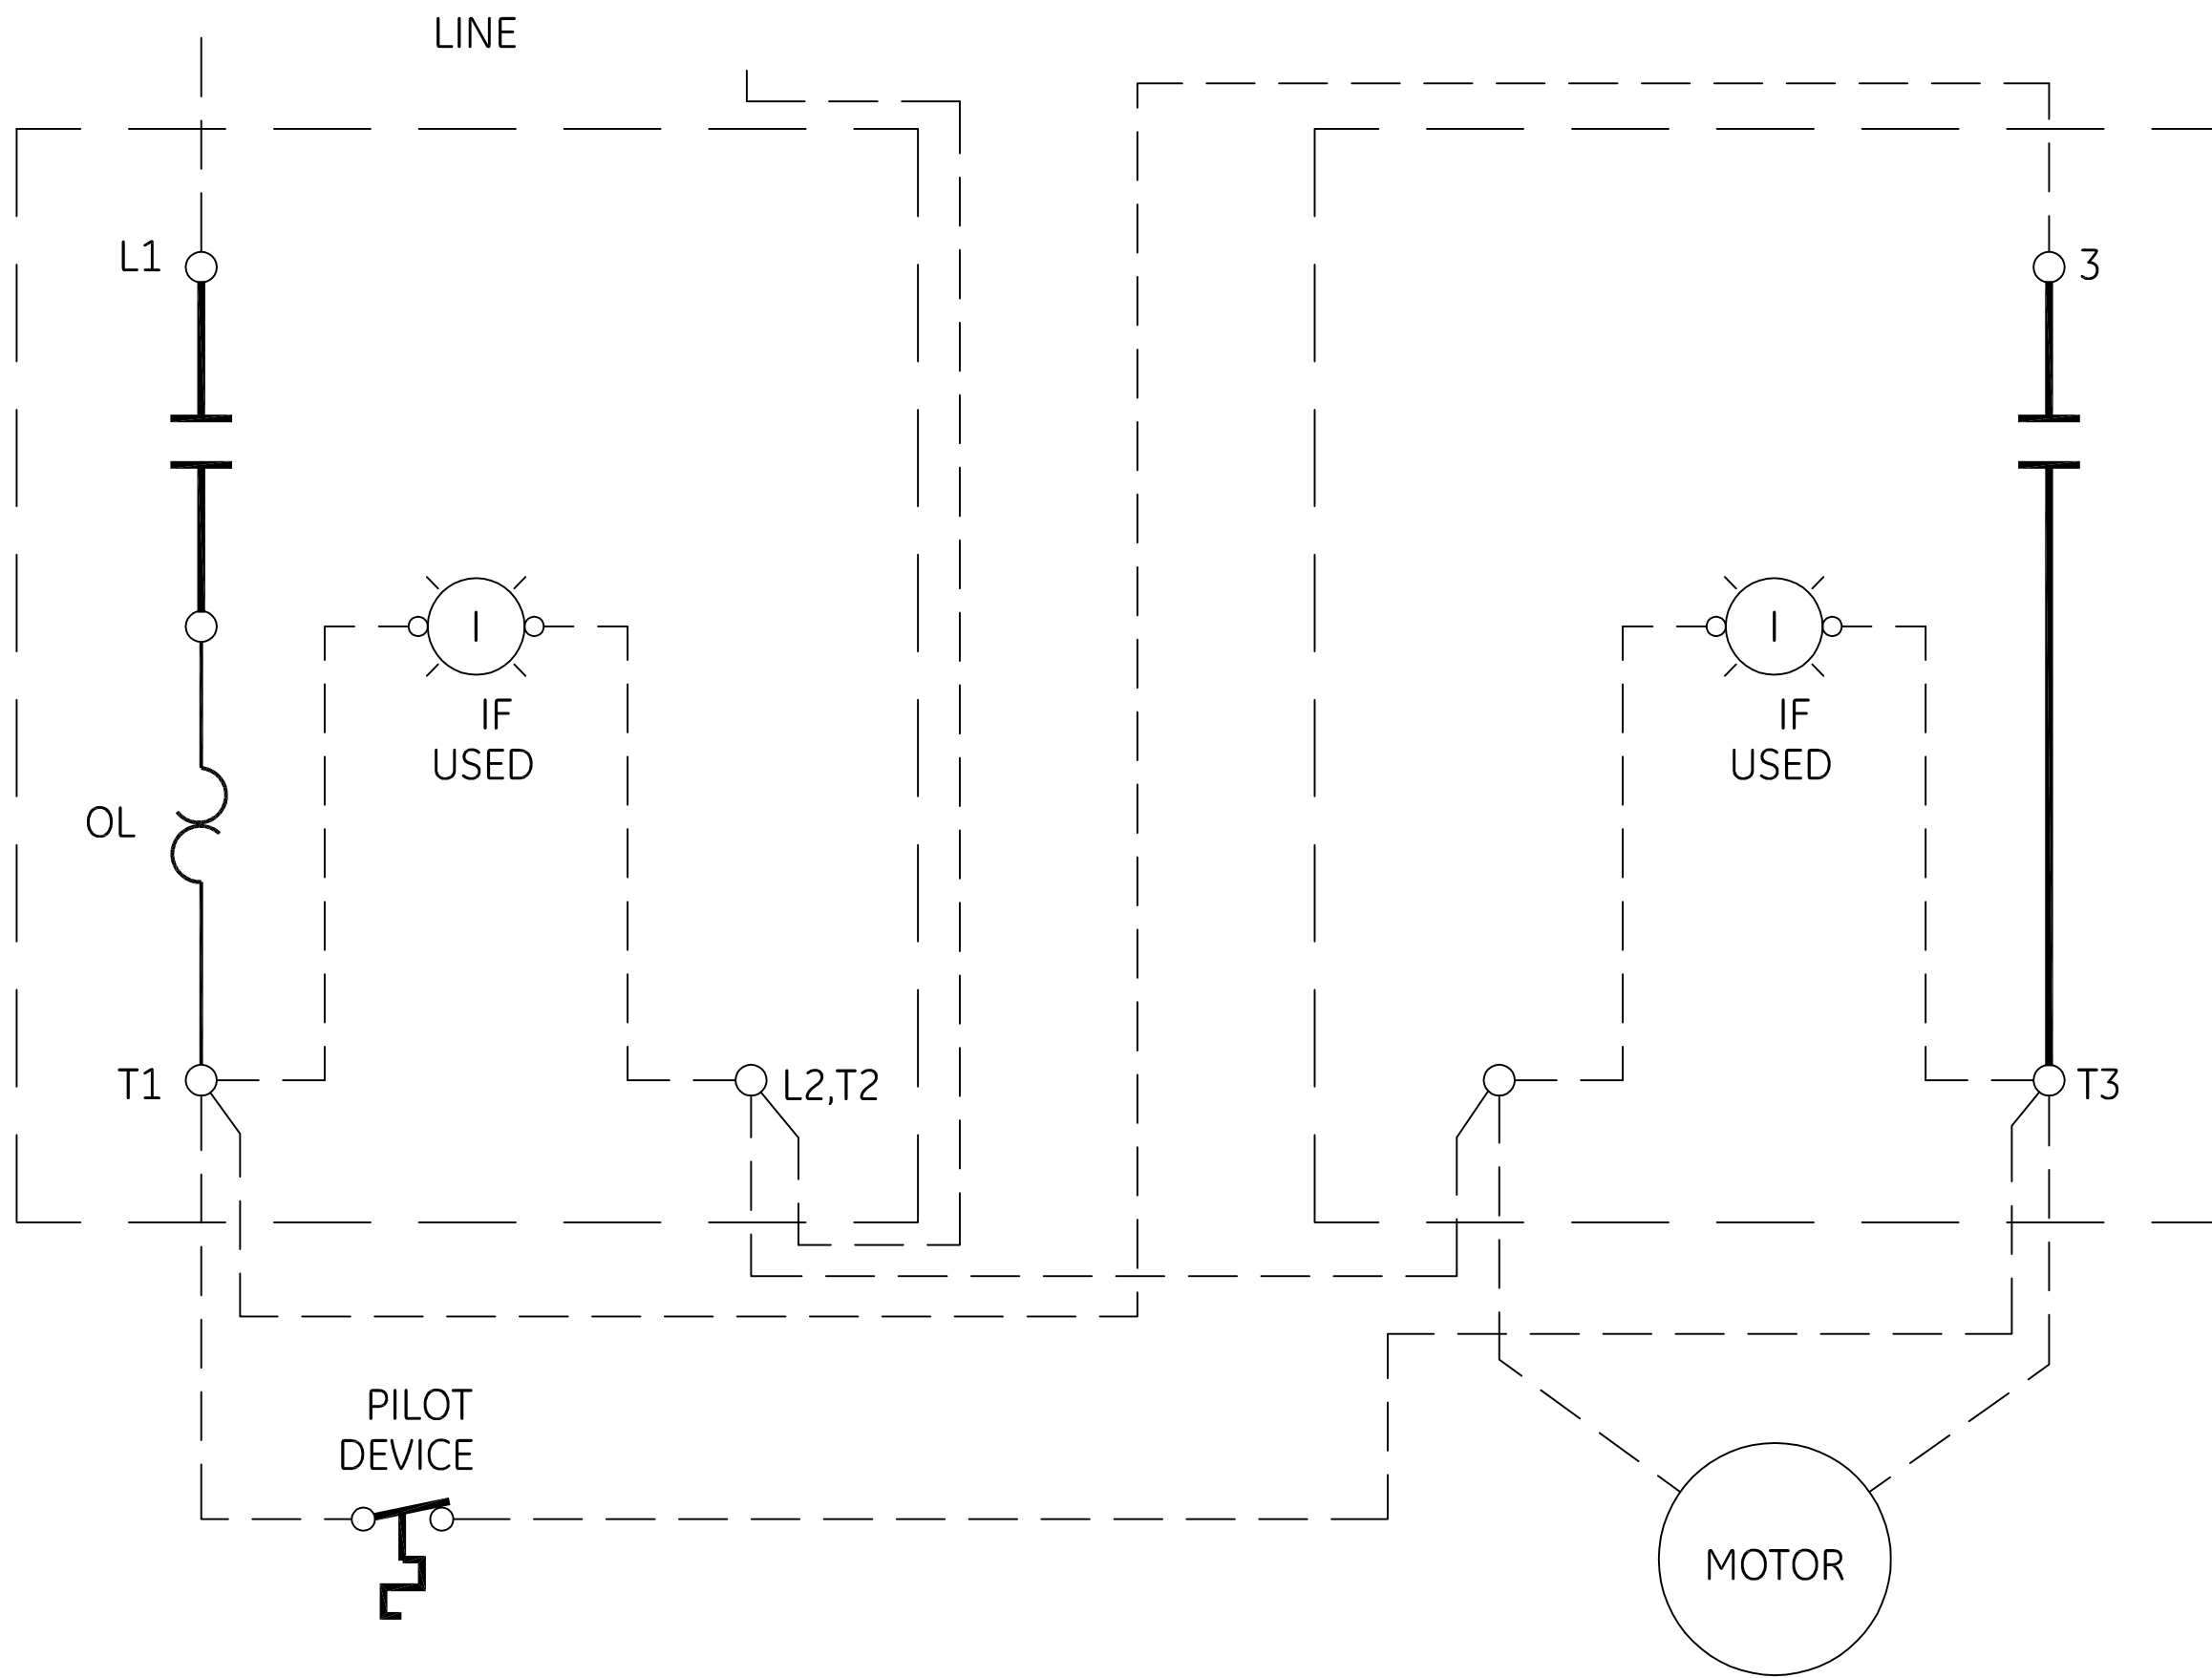 LINE
L1
3
I
IF
USED
I
IF
USED
OL
T1
L2,T2
T3
PILOT
DEVICE
MOTOR